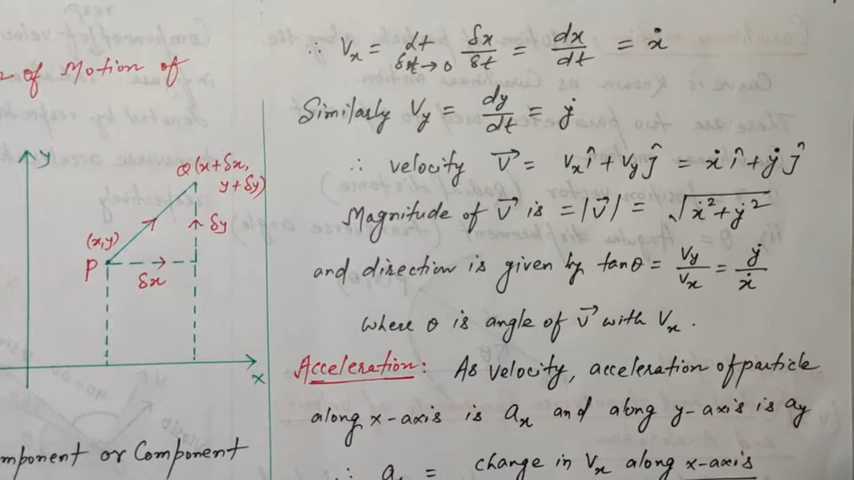 of Motion of
y
Q(x+δx,
y+δy)
(x,y)
δy
P
δx
x
mponent or Component
∴ Vx = Lt δt→0 δx/δt = dx/dt = ẋ
Similarly Vy = dy/dt = ẏ
∴ velocity V⃗ = Vx î + Vy ĵ = ẋ î + ẏ ĵ
Magnitude of V⃗ is = |V⃗| = √ẋ²+ẏ²
and direction is given by tanθ = Vy/Vx = ẏ/ẋ
where θ is angle of V⃗ with Vx.
Acceleration: As velocity, acceleration of particle
along x-axis is ax and along y-axis is ay
= change in Vx along x-axis